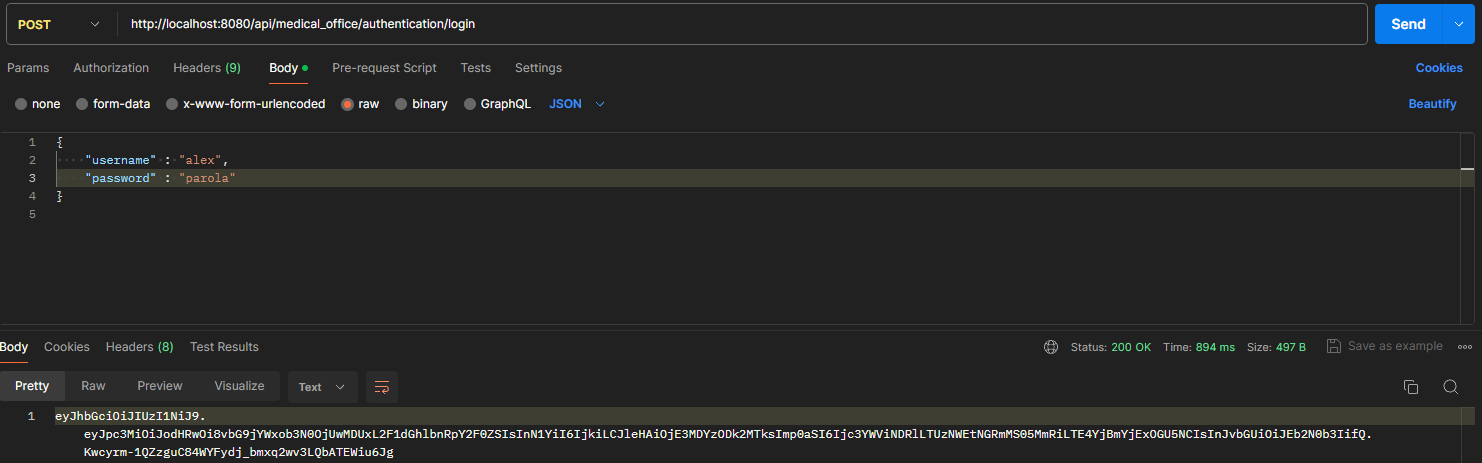 POST http://localhost:8080/api/medical_office/authentication/login Send
Params Authorization Headers (9) Body Pre-request Script Tests Settings Cookies
none form-data x-www-form-urlencoded raw binary GraphQL JSON Beautify
1 {
2 "username" : "alex",
3 "password" : "parola"
4 }
5
Body Cookies Headers (8) Test Results Status: 200 OK Time: 894 ms Size: 497 B Save as example
Pretty Raw Preview Visualize Text
1 eyJhbGciOiJIUzI1NiJ9.
eyJpc3MiOiJodHRwOi8vbG9jYWxob3N0OjUwMDUxL2F1dGhlbnRpY2F0ZSIsInN1YiI6IjkiLCJleHAiOjE3MDYzODk2MTksImp0aSI6Ijc3YWViNDRlLTUzNWEtNGRmMS05MmRiLTE4YjBmYjExOGU5NCIsInJvbGUiOiJEb2N0b3IifQ.
Kwcyrm-1QZzguC84WYFydj_bmxq2wv3LQbATEWiu6Jg